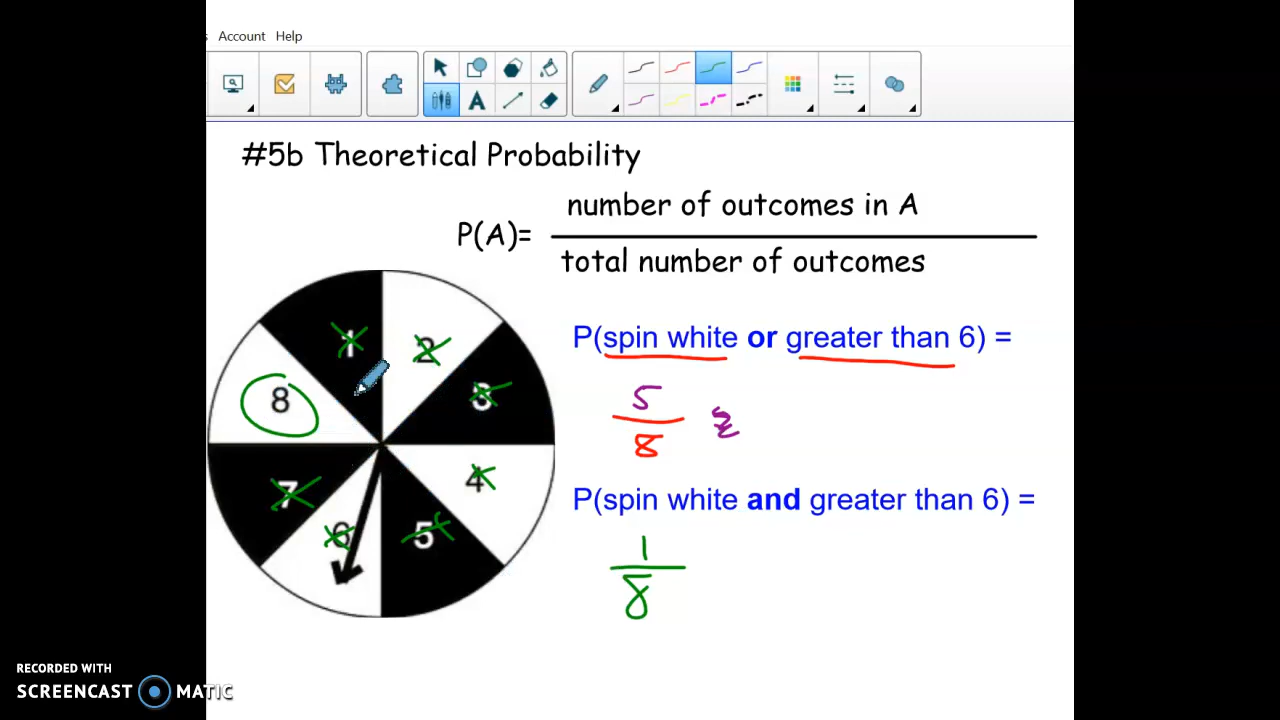 s Account Help
#5b Theoretical Probability
number of outcomes in A
P(A)=
total number of outcomes
1
2
8
3
7
4
6
5
P(spin white or greater than 6) =
5
8
P(spin white and greater than 6) =
1
8
RECORDED WITH
SCREENCAST MATIC